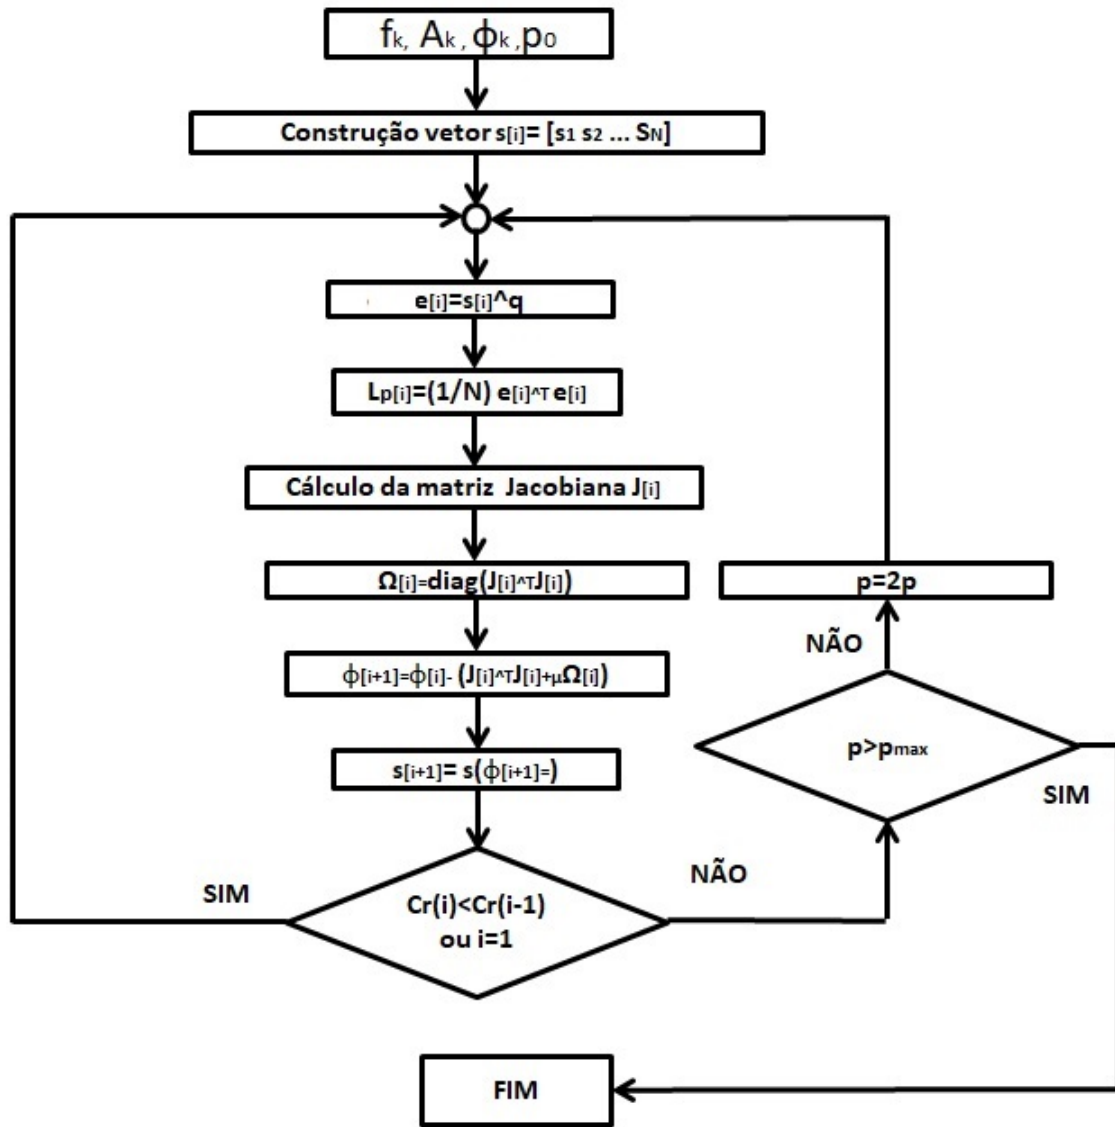 fk, Ak, ϕk, p0
Construção vetor s[i]= [s1 s2 ... SN]
e[i]=s[i]^q
Lp[i]=(1/N) e[i]^T e[i]
Cálculo da matriz Jacobiana J[i]
Ω[i]=diag(J[i]^TJ[i])
p=2p
NÃO
ϕ[i+1]=ϕ[i]- (J[i]^TJ[i]+μΩ[i])
p>pmax
s[i+1]= s(ϕ[i+1]=)
SIM
NÃO
SIM
Cr(i)<Cr(i-1)
ou i=1
FIM